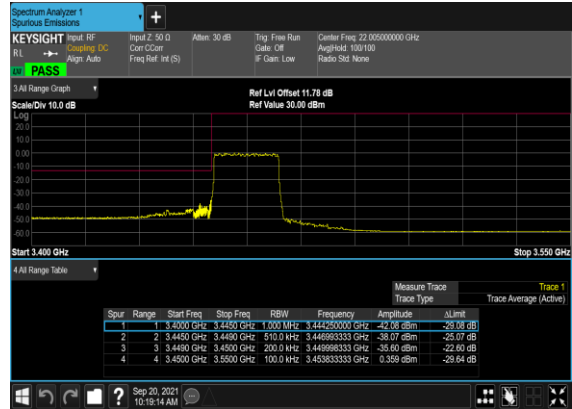 Spectrum Analyzer 1
Spurious Emissions
+
KEYSIGHT Input: RF Input Z: 50 Ω Atten: 30 dB Trig: Free Run Center Freq: 22.005000000 GHz
RL Coupling: DC Corr CCorr Gate: Off Avg|Hold: 100/100
Align: Auto Freq Ref: Int (S) IF Gain: Low Radio Std: None
LW PASS
3 All Range Graph
Ref Lvl Offset 11.78 dB
Scale/Div 10.0 dB Ref Value 30.00 dBm
Log
20.0
10.0
0.00
-10.0
-20.0
-30.0
-40.0
-50.0
-60.0
Start 3.400 GHz Stop 3.550 GHz
4 All Range Table
Measure Trace Trace 1
Trace Type Trace Average (Active)
Spur Range Start Freq Stop Freq RBW Frequency Amplitude ΔLimit
1 1 3.4000 GHz 3.4450 GHz 1.000 MHz 3.444250000 GHz -42.08 dBm -29.08 dB
2 2 3.4450 GHz 3.4490 GHz 510.0 kHz 3.446993333 GHz -38.07 dBm -25.07 dB
3 3 3.4490 GHz 3.4500 GHz 200.0 kHz 3.449998333 GHz -35.60 dBm -22.60 dB
4 4 3.4500 GHz 3.5500 GHz 100.0 kHz 3.453833333 GHz 0.359 dBm -29.64 dB
? Sep 20, 2021
10:19:14 AM